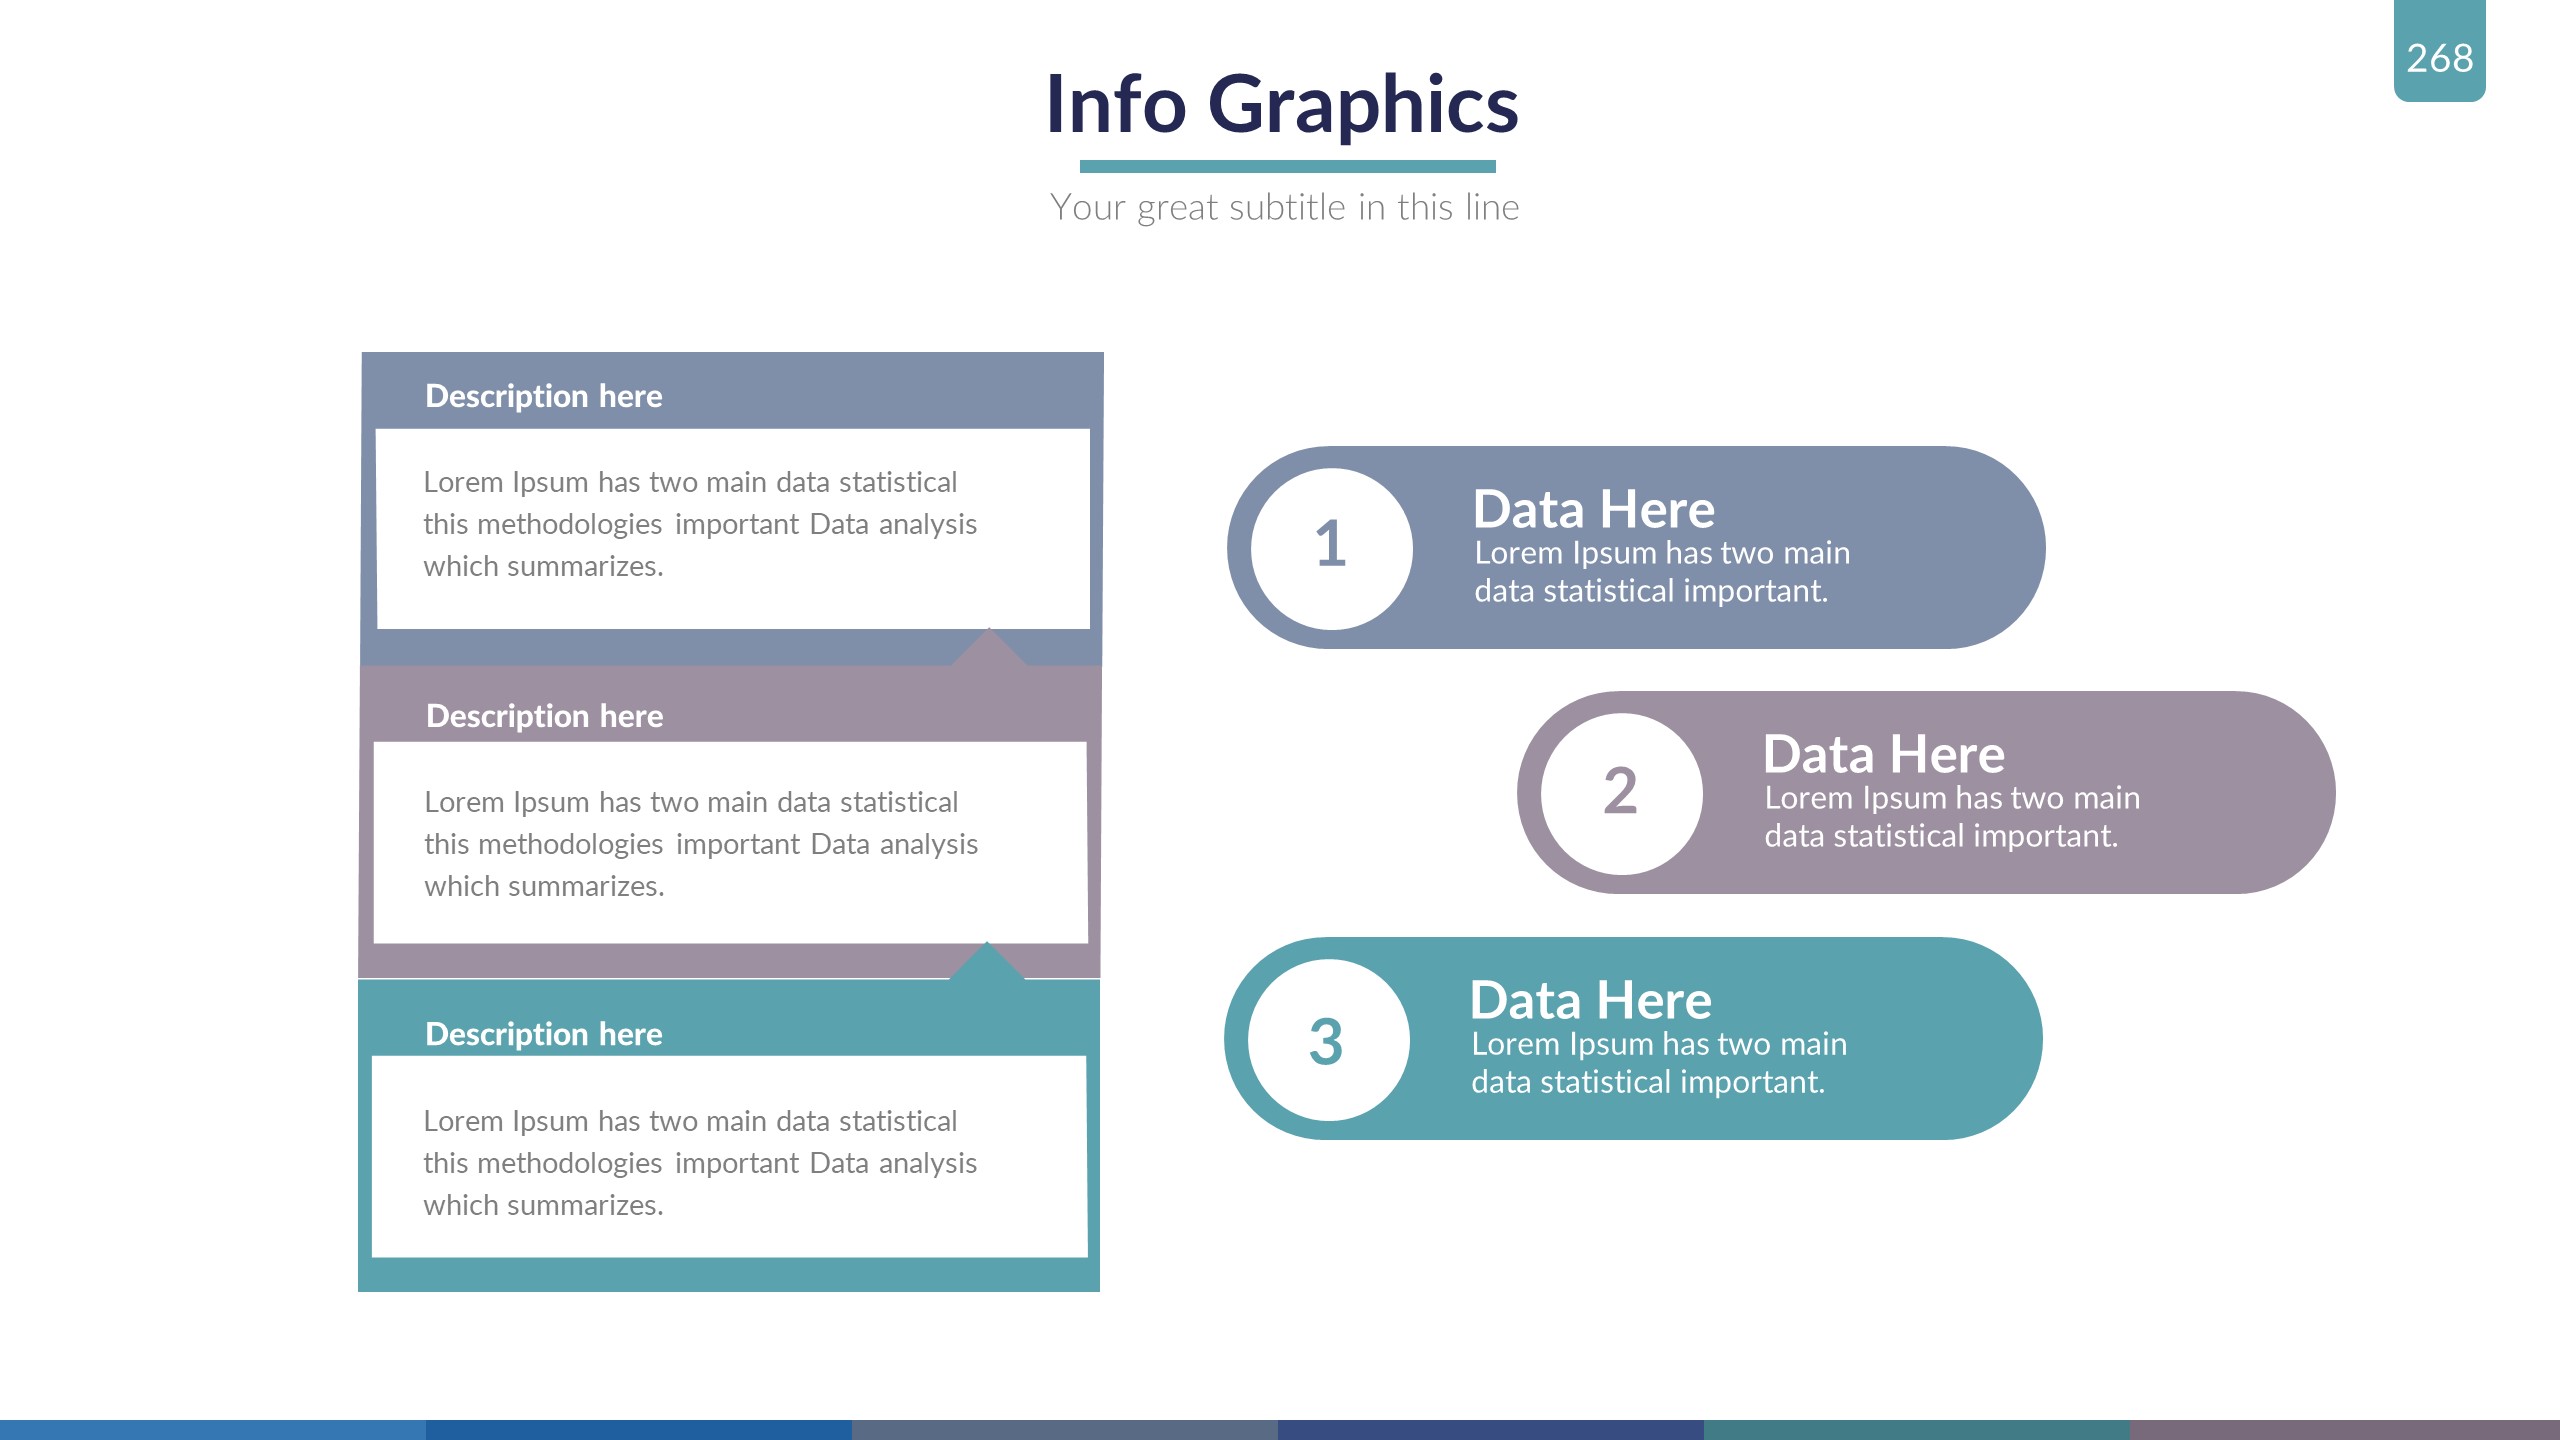 268
Info Graphics
Your great subtitle in this line
Description here
Lorem Ipsum has two main data statistical
this methodologies important Data analysis
which summarizes.
Description here
Lorem Ipsum has two main data statistical
this methodologies important Data analysis
which summarizes.
Description here
Lorem Ipsum has two main data statistical
this methodologies important Data analysis
which summarizes.
1
Data Here
Lorem Ipsum has two main
data statistical important.
2
Data Here
Lorem Ipsum has two main
data statistical important.
3
Data Here
Lorem Ipsum has two main
data statistical important.